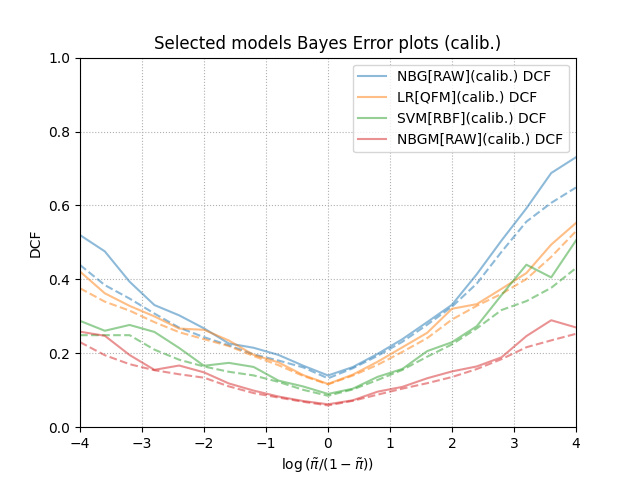 Selected models Bayes Error plots (calib.)
1.0
0.8
0.6
0.4
0.2
0.0
DCF
NBG[RAW](calib.) DCF
LR[QFM](calib.) DCF
SVM[RBF](calib.) DCF
NBGM[RAW](calib.) DCF
−4 −3 −2 −1 0 1 2 3 4
log (π̃/(1 − π̃))